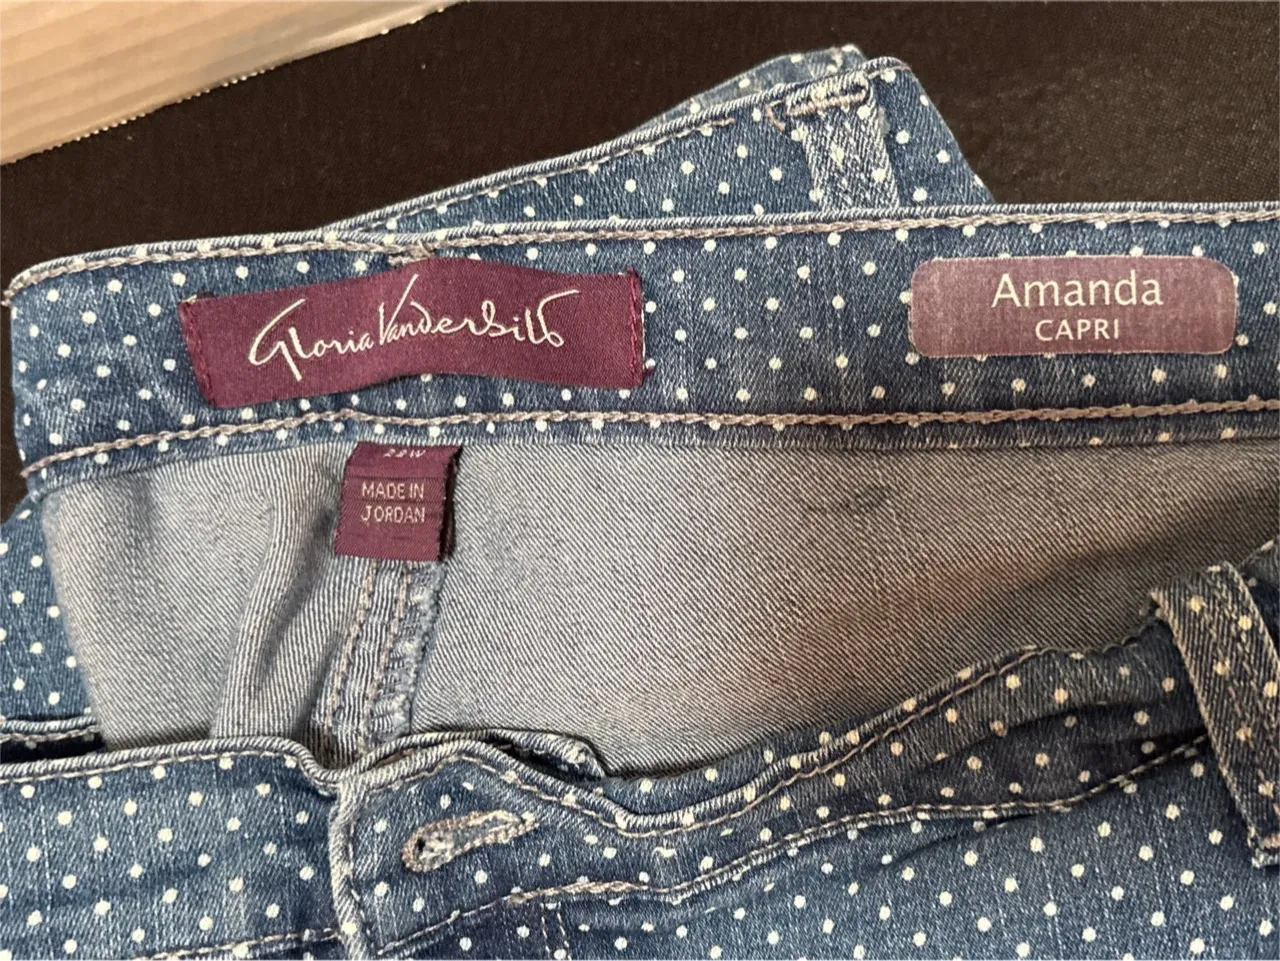 Gloria Vanderbilt
Amanda
CAPRI
MADE IN
JORDAN